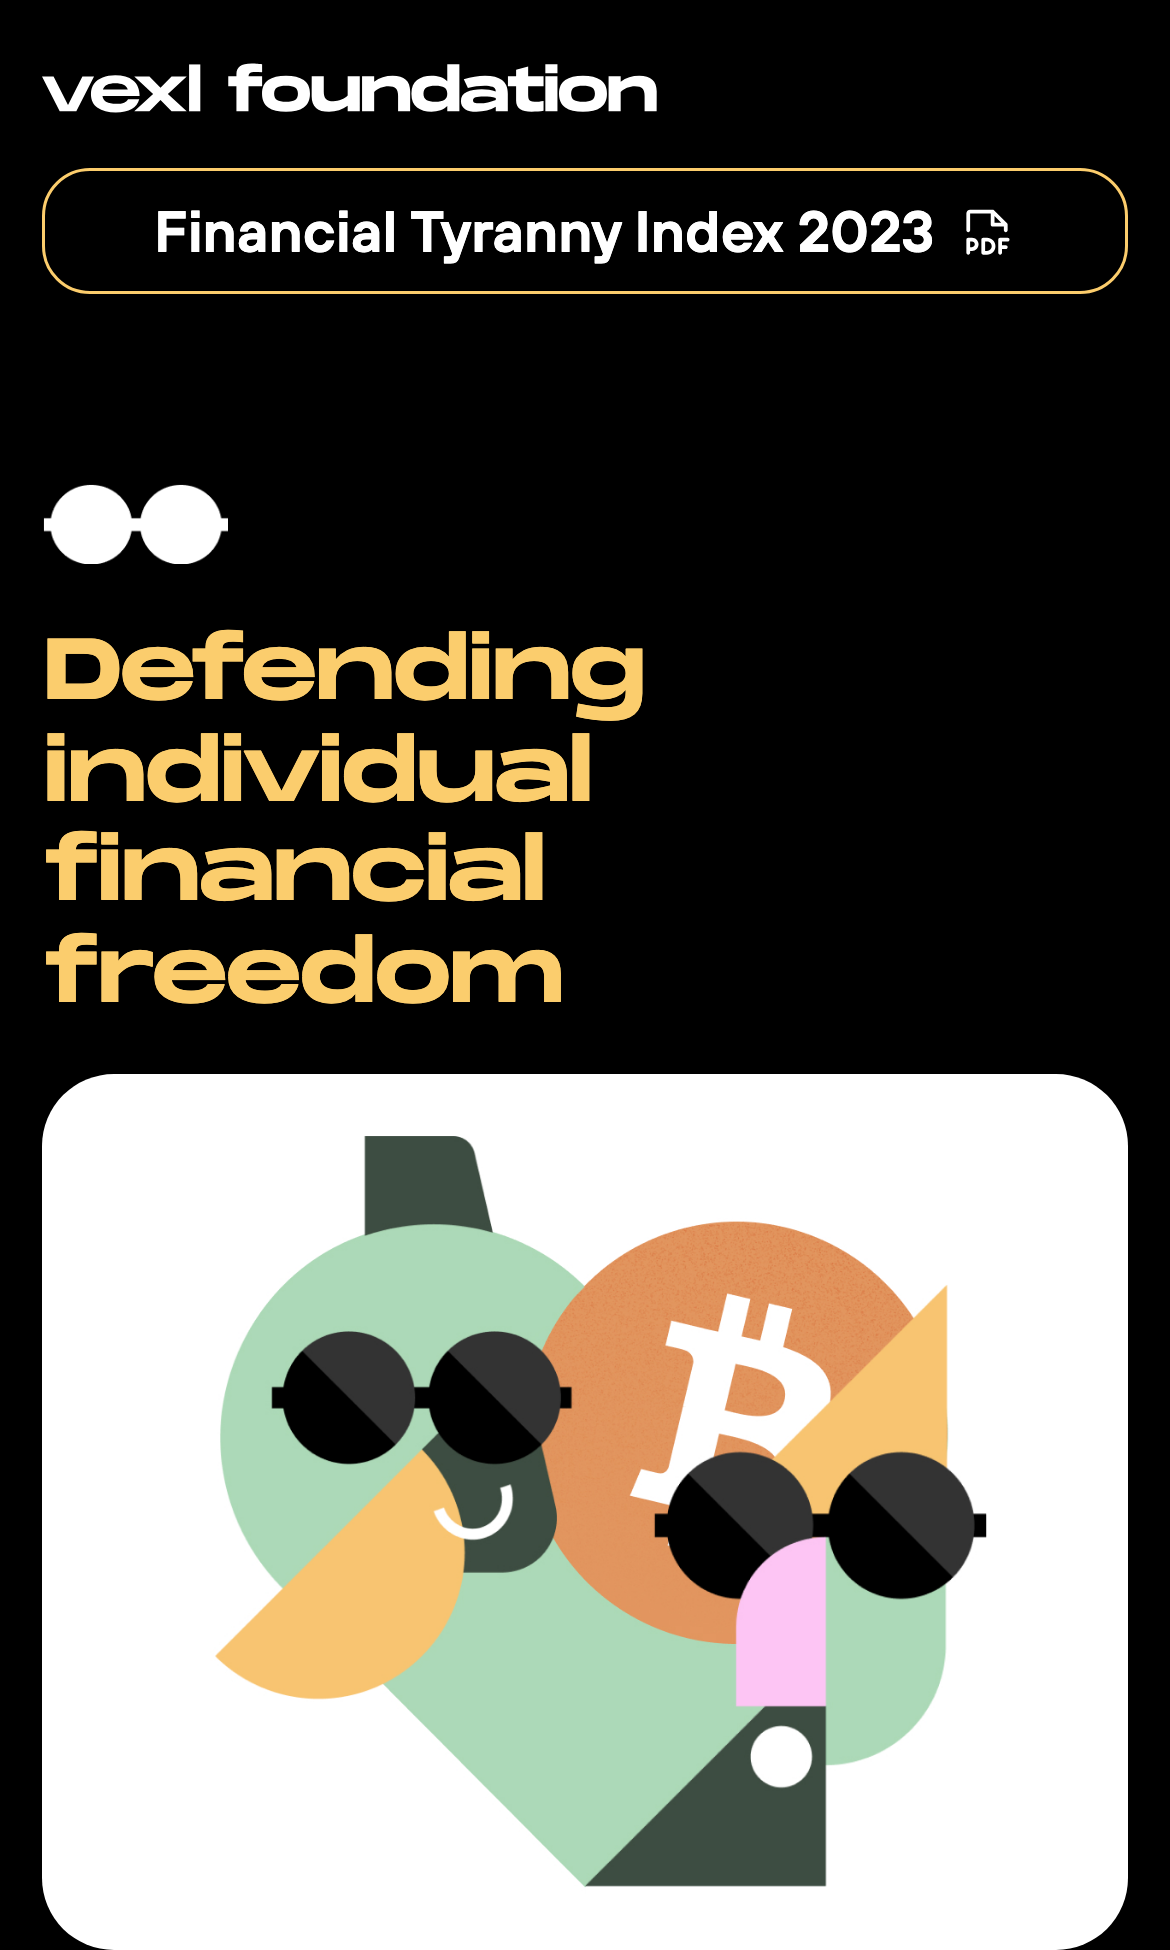 vexl foundation
Financial Tyranny Index 2023 PDF
Defending
individual
financial
freedom